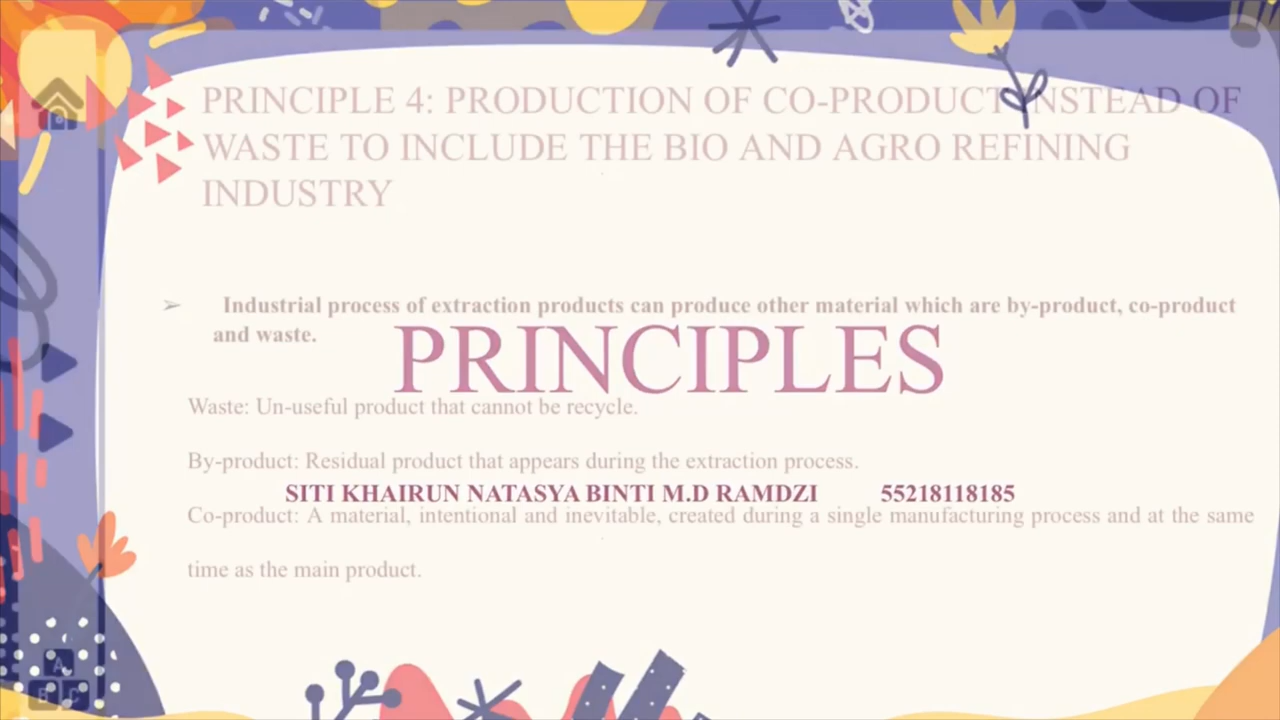 PRINCIPLE 4: PRODUCTION OF CO-PRODUCT INSTEAD OF
WASTE TO INCLUDE THE BIO AND AGRO REFINING
INDUSTRY
➢ Industrial process of extraction products can produce other material which are by-product, co-product
and waste.
PRINCIPLES
Waste: Un-useful product that cannot be recycle.
By-product: Residual product that appears during the extraction process.
SITI KHAIRUN NATASYA BINTI M.D RAMDZI 55218118185
Co-product: A material, intentional and inevitable, created during a single manufacturing process and at the same
time as the main product.
A
B C